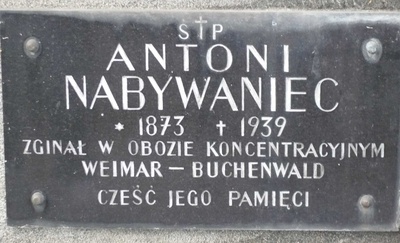 Ś†P
ANTONI
NABYWANIEC
* 1873 † 1939
ZGINĄŁ W OBOZIE KONCENTRACYJNYM
WEIMAR – BUCHENWALD
CZEŚĆ JEGO PAMIĘCI